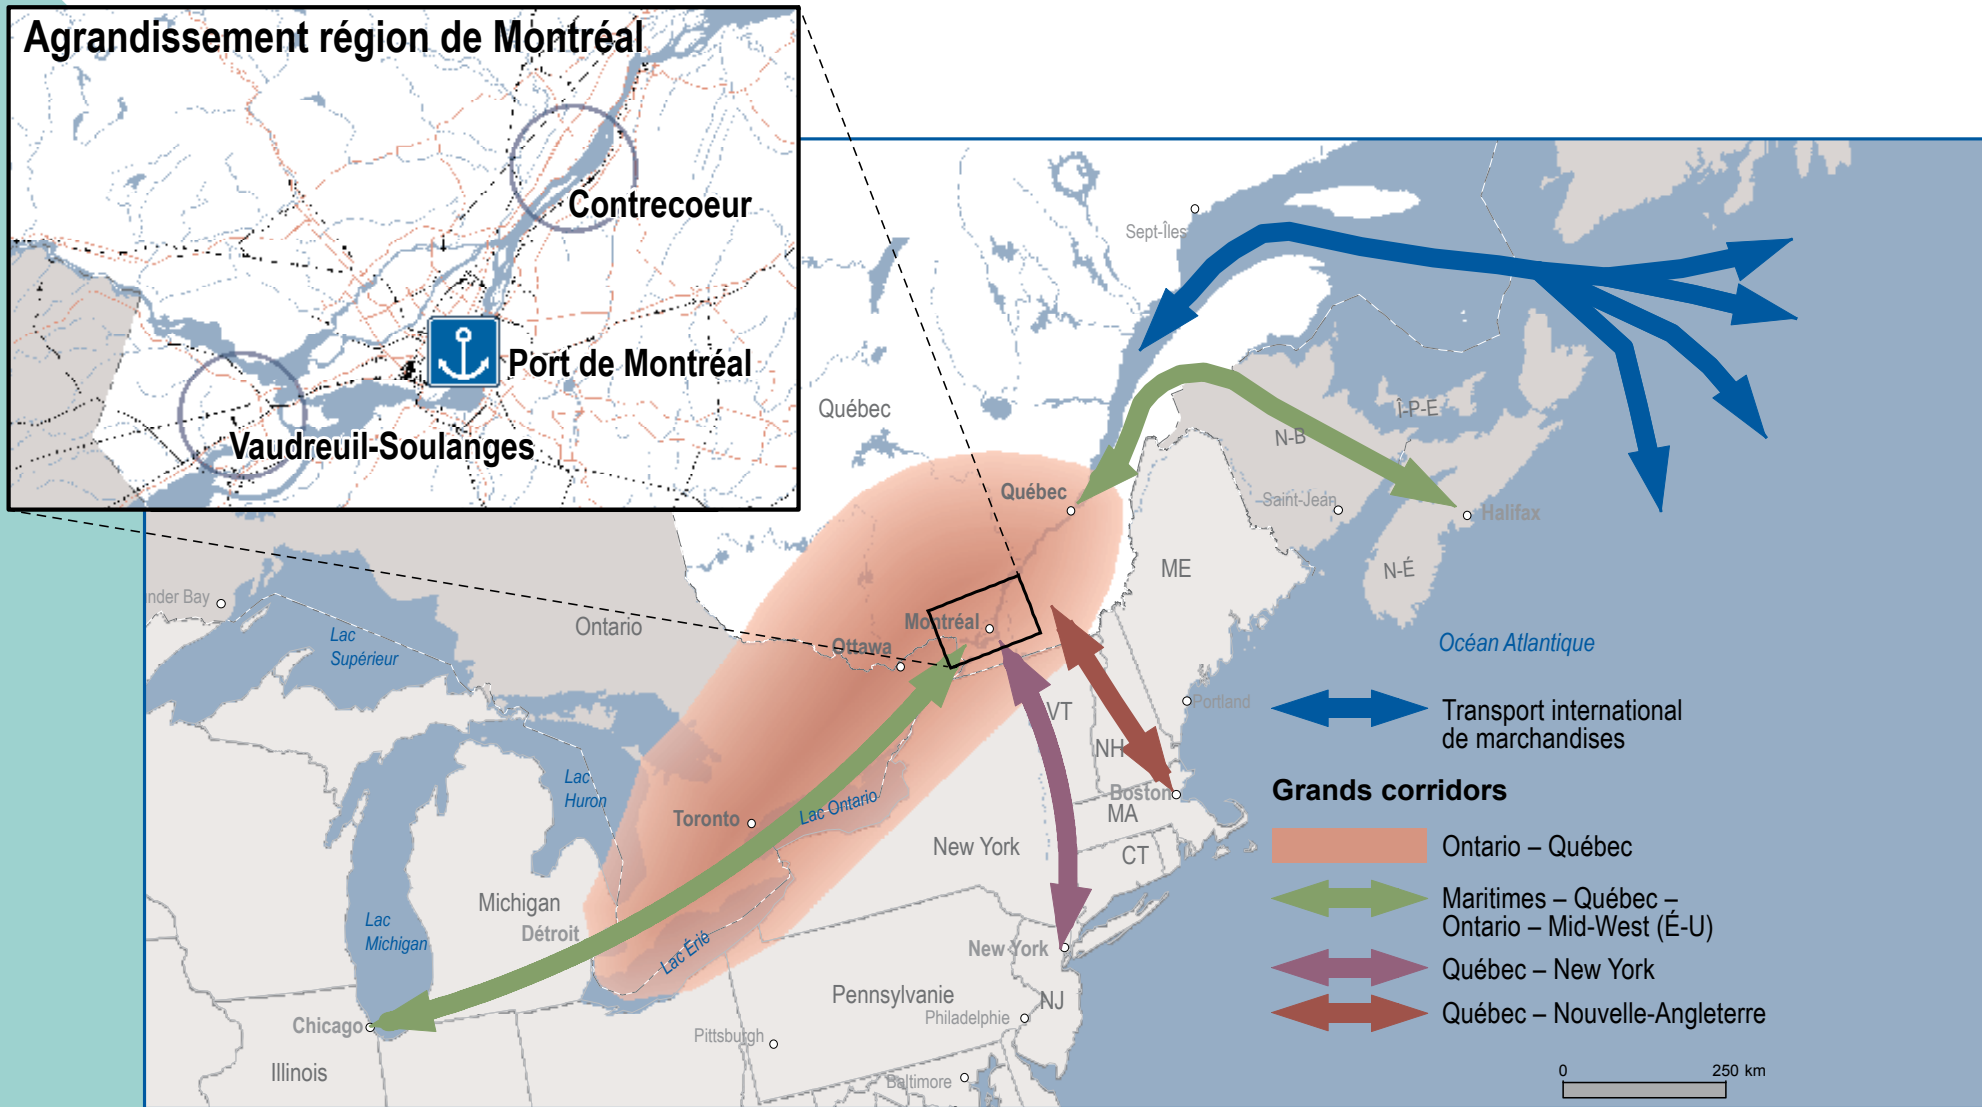 Agrandissement région de Montréal
Contrecoeur
Port de Montréal
Vaudreuil-Soulanges
Sept-Îles
Québec
Î-P-E
N-B
Québec
Saint-Jean
Halifax
N-É
ME
nder Bay
Ontario
Montréal
Ottawa
Lac
Supérieur
Océan Atlantique
VT
Portland
NH
Lac
Huron
Toronto
Lac Ontario
Boston
MA
New York
CT
Michigan
Détroit
Lac
Michigan
Lac Érié
New York
Pennsylvanie
NJ
Philadelphie
Chicago
Pittsburgh
Illinois
Baltimore
Transport international
de marchandises
Grands corridors
Ontario – Québec
Maritimes – Québec –
Ontario – Mid-West (É-U)
Québec – New York
Québec – Nouvelle-Angleterre
0 250 km